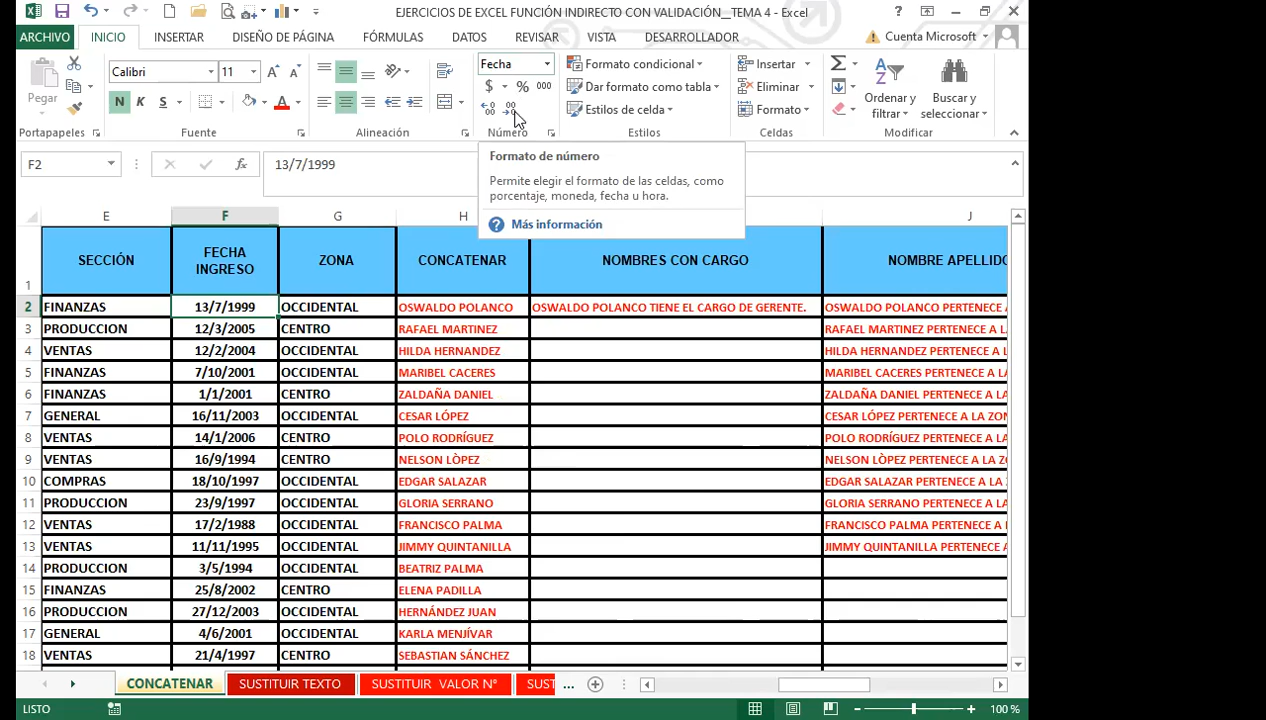 EJERCICIOS DE EXCEL FUNCIÓN INDIRECTO CON VALIDACIÓN__TEMA 4 - Excel
ARCHIVO INICIO INSERTAR DISEÑO DE PÁGINA FÓRMULAS DATOS REVISAR VISTA DESARROLLADOR Cuenta Microsoft
Pegar
Portapapeles
Calibri 11
N K S A
Fuente
Alineación
Fecha
$ % 000
Número
Formato condicional
Dar formato como tabla
Estilos de celda
Estilos
Insertar
Eliminar
Formato
Celdas
Ordenar y filtrar
Buscar y seleccionar
Modificar
F2 fx 13/7/1999
Formato de número
Permite elegir el formato de las celdas, como
porcentaje, moneda, fecha u hora.
? Más información
E F G H J
1 SECCIÓN FECHA INGRESO ZONA CONCATENAR NOMBRES CON CARGO NOMBRE APELLIDO
2 FINANZAS 13/7/1999 OCCIDENTAL OSWALDO POLANCO OSWALDO POLANCO TIENE EL CARGO DE GERENTE. OSWALDO POLANCO PERTENECE A
3 PRODUCCION 12/3/2005 CENTRO RAFAEL MARTINEZ RAFAEL MARTINEZ PERTENECE A LA
4 VENTAS 12/2/2004 OCCIDENTAL HILDA HERNANDEZ HILDA HERNANDEZ PERTENECE A LA
5 FINANZAS 7/10/2001 OCCIDENTAL MARIBEL CACERES MARIBEL CACERES PERTENECE A LA
6 FINANZAS 1/1/2001 CENTRO ZALDAÑA DANIEL ZALDAÑA DANIEL PERTENECE A LA
7 GENERAL 16/11/2003 OCCIDENTAL CESAR LÓPEZ CESAR LÓPEZ PERTENECE A LA ZON
8 VENTAS 14/1/2006 CENTRO POLO RODRÍGUEZ POLO RODRÍGUEZ PERTENECE A LA
9 VENTAS 16/9/1994 CENTRO NELSON LÒPEZ NELSON LÒPEZ PERTENECE A LA ZO
10 COMPRAS 18/10/1997 OCCIDENTAL EDGAR SALAZAR EDGAR SALAZAR PERTENECE A LA
11 PRODUCCION 23/9/1997 OCCIDENTAL GLORIA SERRANO GLORIA SERRANO PERTENECE A LA
12 VENTAS 17/2/1988 OCCIDENTAL FRANCISCO PALMA FRANCISCO PALMA PERTENECE A
13 VENTAS 11/11/1995 OCCIDENTAL JIMMY QUINTANILLA JIMMY QUINTANILLA PERTENECE A
14 PRODUCCION 3/5/1994 OCCIDENTAL BEATRIZ PALMA
15 FINANZAS 25/8/2002 CENTRO ELENA PADILLA
16 PRODUCCION 27/12/2003 OCCIDENTAL HERNÁNDEZ JUAN
17 GENERAL 4/6/2001 OCCIDENTAL KARLA MENJÍVAR
18 VENTAS 21/4/1997 CENTRO SEBASTIAN SÁNCHEZ
CONCATENAR SUSTITUIR TEXTO SUSTITUIR VALOR N° SUST ...
LISTO 100 %